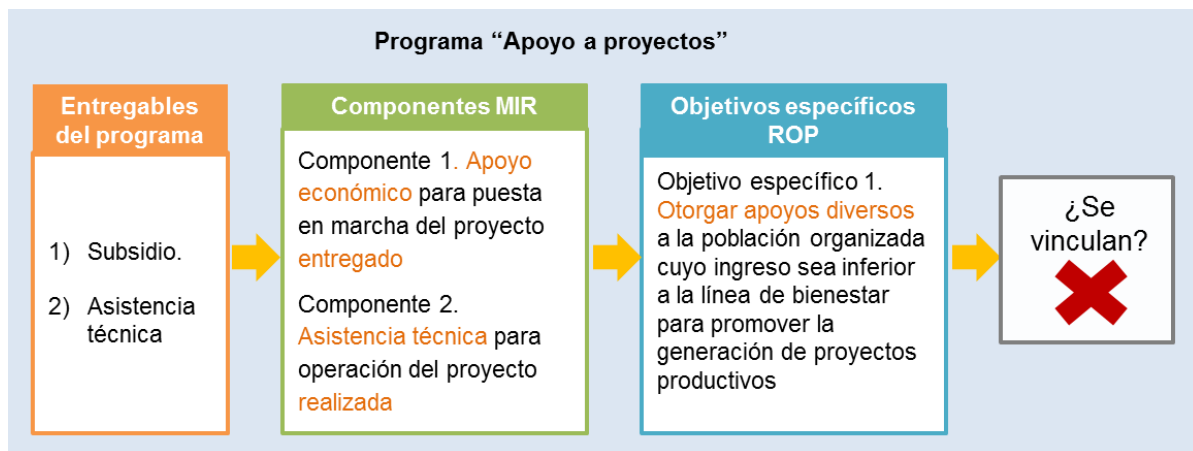 Programa “Apoyo a proyectos”
Entregables
del programa
1) Subsidio.
2) Asistencia
técnica
Componentes MIR
Componente 1. Apoyo
económico para puesta
en marcha del proyecto
entregado
Componente 2.
Asistencia técnica para
operación del proyecto
realizada
Objetivos específicos
ROP
Objetivo específico 1.
Otorgar apoyos diversos
a la población organizada
cuyo ingreso sea inferior
a la línea de bienestar
para promover la
generación de proyectos
productivos
¿Se
vinculan?